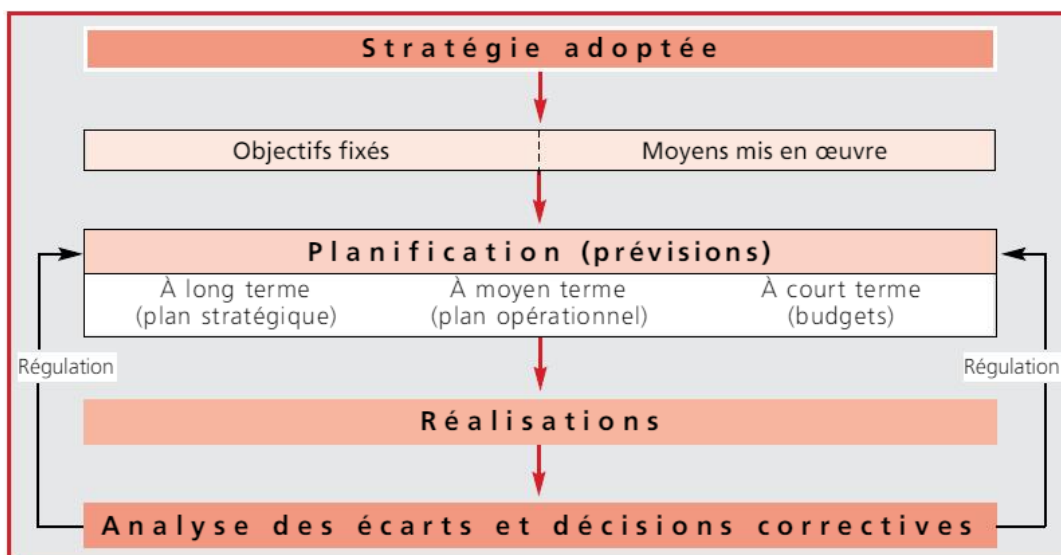 Stratégie adoptée
Objectifs fixés
Moyens mis en œuvre
Planification (prévisions)
À long terme
(plan stratégique)
À moyen terme
(plan opérationnel)
À court terme
(budgets)
Régulation
Régulation
Réalisations
Analyse des écarts et décisions correctives